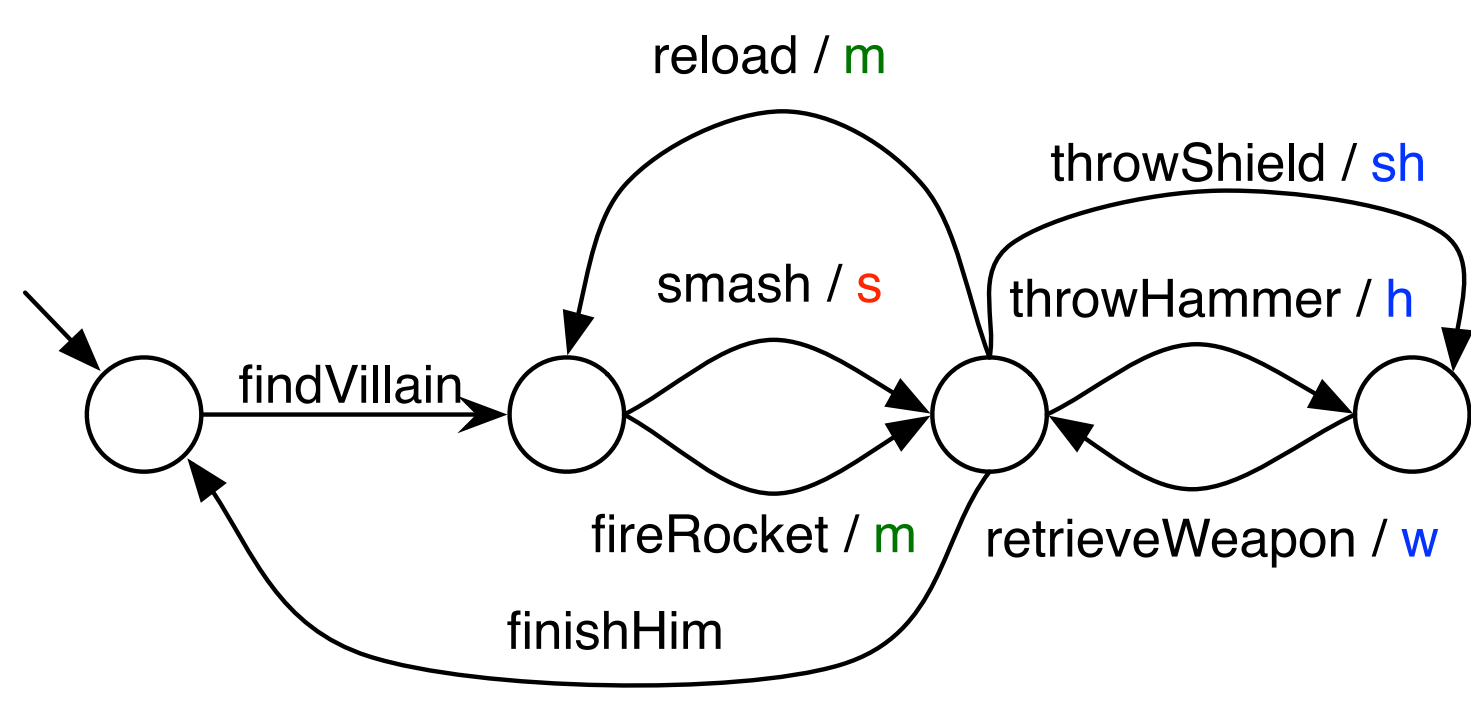 reload / m
throwShield / sh
smash / s
throwHammer / h
findVillain
fireRocket / m
retrieveWeapon / w
finishHim